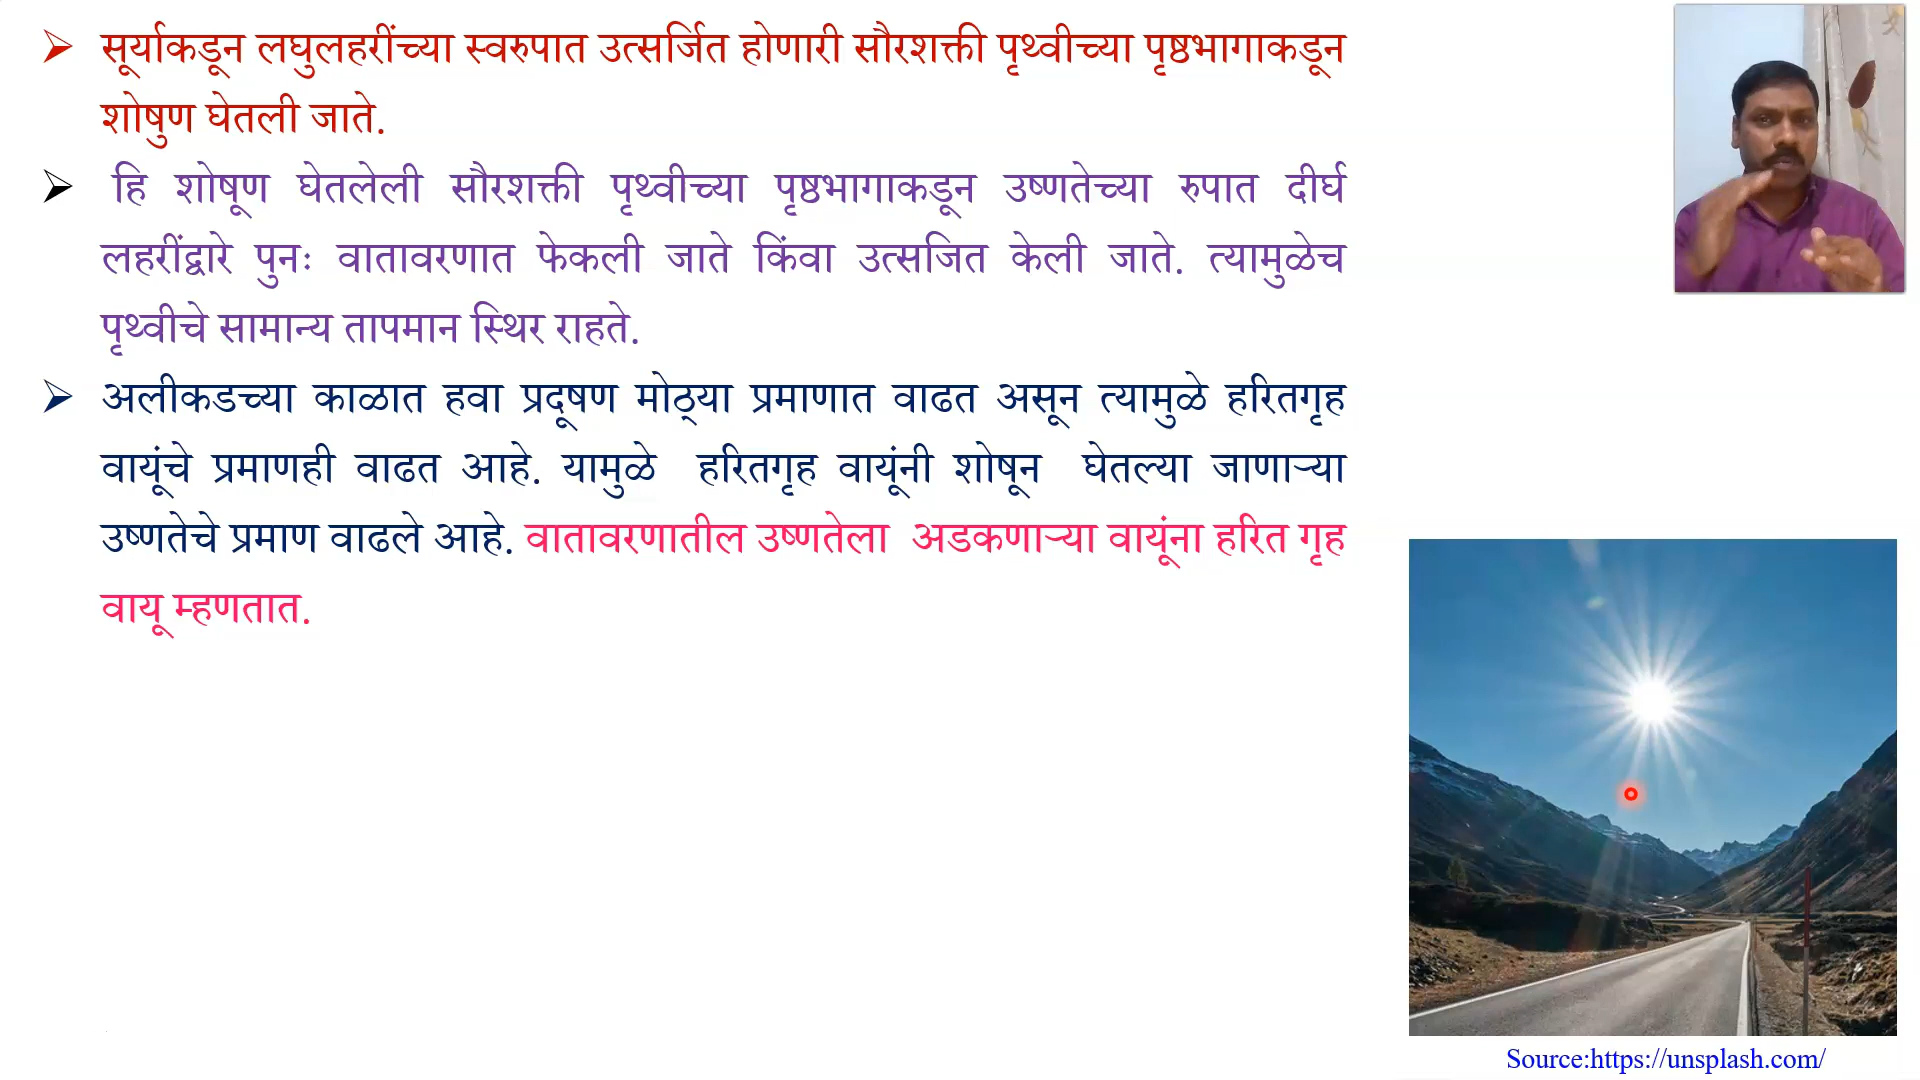 सूर्याकडून लघुलहरींच्या स्वरुपात उत्सर्जित होणारी सौरशक्ती पृथ्वीच्या पृष्ठभागाकडून
शोषुण घेतली जाते.
हि शोषूण घेतलेली सौरशक्ती पृथ्वीच्या पृष्ठभागाकडून उष्णतेच्या रुपात दीर्घ
लहरींद्वारे पुनः वातावरणात फेकली जाते किंवा उत्सजित केली जाते. त्यामुळेच
पृथ्वीचे सामान्य तापमान स्थिर राहते.
अलीकडच्या काळात हवा प्रदूषण मोठ्या प्रमाणात वाढत असून त्यामुळे हरितगृह
वायूंचे प्रमाणही वाढत आहे. यामुळे हरितगृह वायूंनी शोषून घेतल्या जाणाऱ्या
उष्णतेचे प्रमाण वाढले आहे. वातावरणातील उष्णतेला अडकणाऱ्या वायूंना हरित गृह
वायू म्हणतात.
Source:https://unsplash.com/